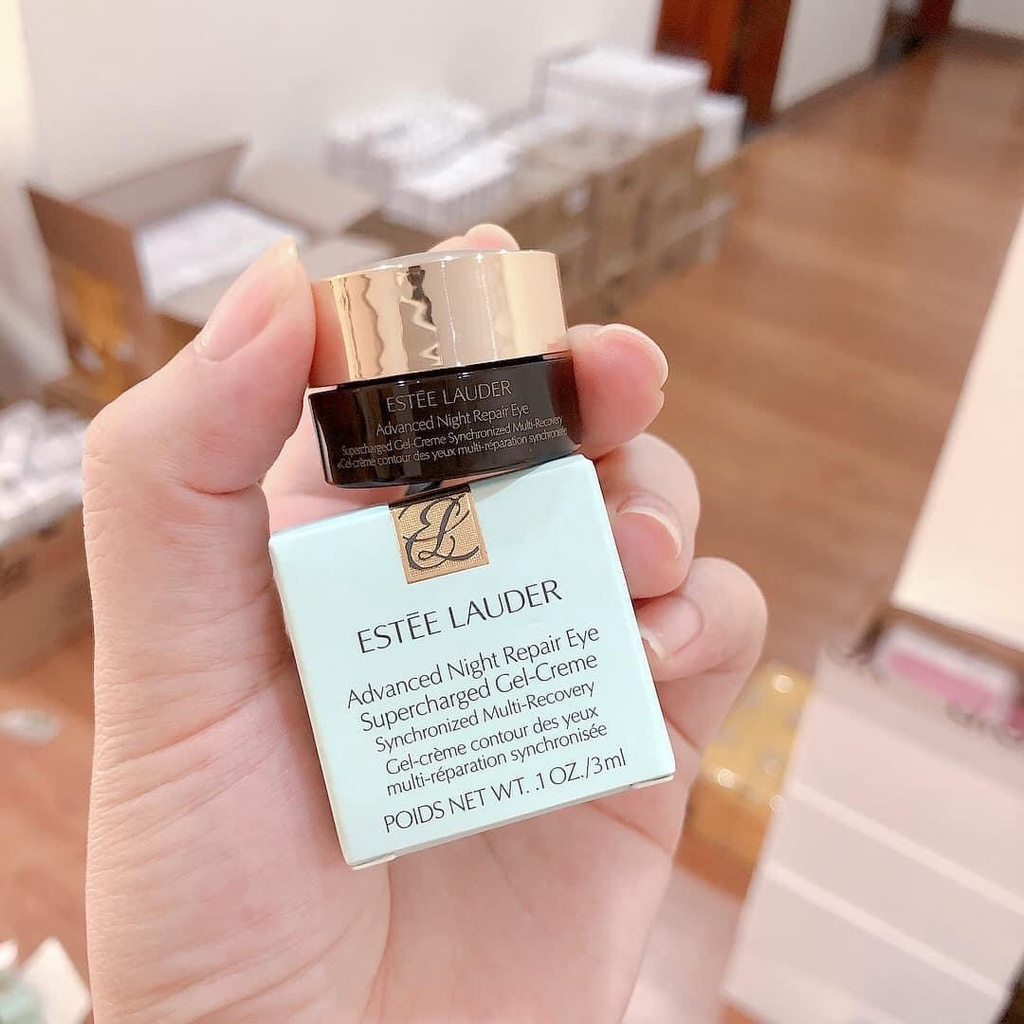 ESTĒE LAUDER
Advanced Night Repair Eye
Supercharged Gel-Creme Synchronized Multi-Recovery
Gel-crème contour des yeux multi-réparation synchronisée
EL
ESTĒE LAUDER
Advanced Night Repair Eye
Supercharged Gel-Creme
Synchronized Multi-Recovery
Gel-crème contour des yeux
multi-réparation synchronisée
POIDS NET WT. .1 OZ./3 ml